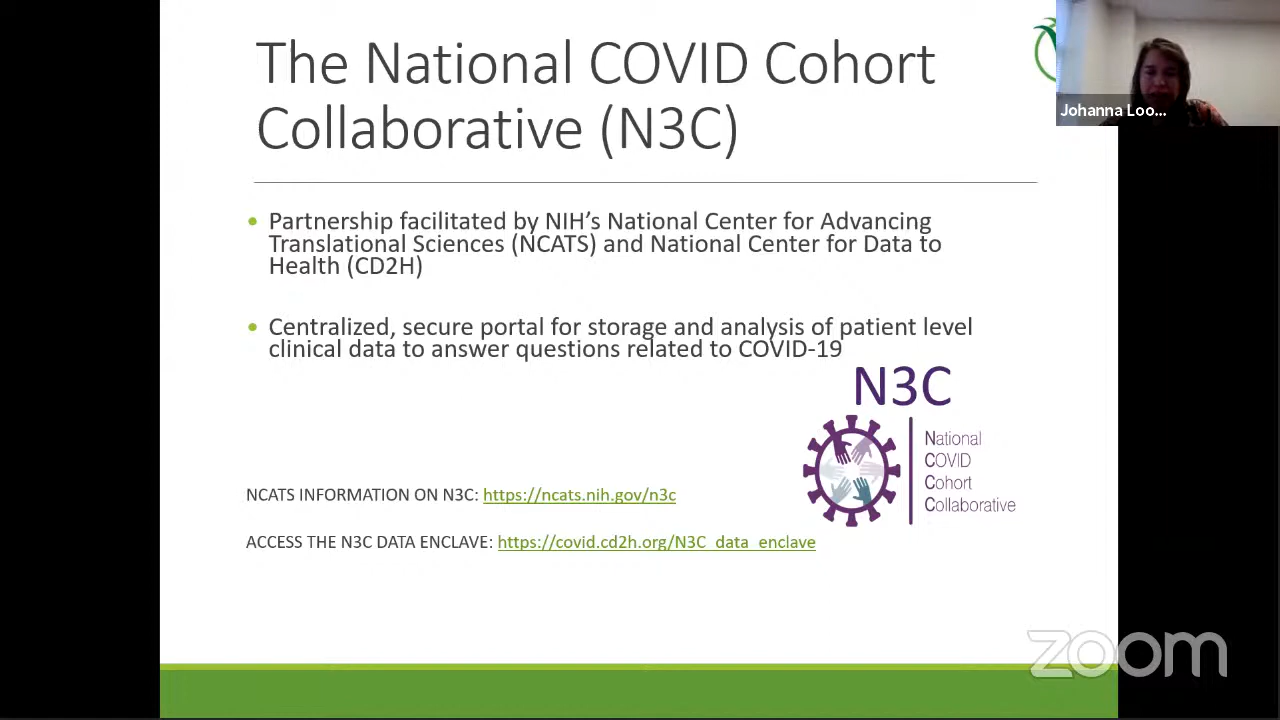 The National COVID Cohort
Collaborative (N3C)
Johanna Loo...
• Partnership facilitated by NIH’s National Center for Advancing
Translational Sciences (NCATS) and National Center for Data to
Health (CD2H)
• Centralized, secure portal for storage and analysis of patient level
clinical data to answer questions related to COVID-19
N3C
National
COVID
Cohort
Collaborative
NCATS INFORMATION ON N3C: https://ncats.nih.gov/n3c
ACCESS THE N3C DATA ENCLAVE: https://covid.cd2h.org/N3C_data_enclave
zoom